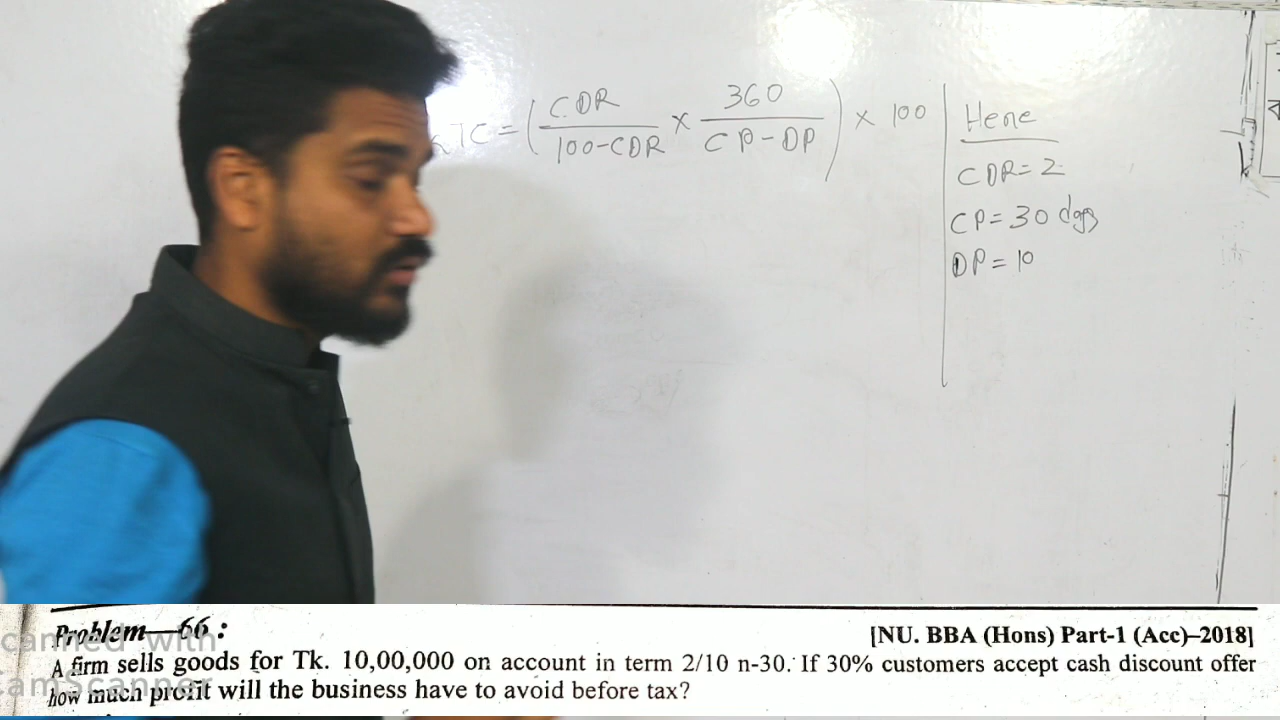 TC = ( CDR / 100-CDR × 360 / CP-DP ) × 100
Here
CDR = 2
CP = 30 days
DP = 10
Problem—66 :
[NU. BBA (Hons) Part-1 (Acc)–2018]
A firm sells goods for Tk. 10,00,000 on account in term 2/10 n-30. If 30% customers accept cash discount offer
how much profit will the business have to avoid before tax?